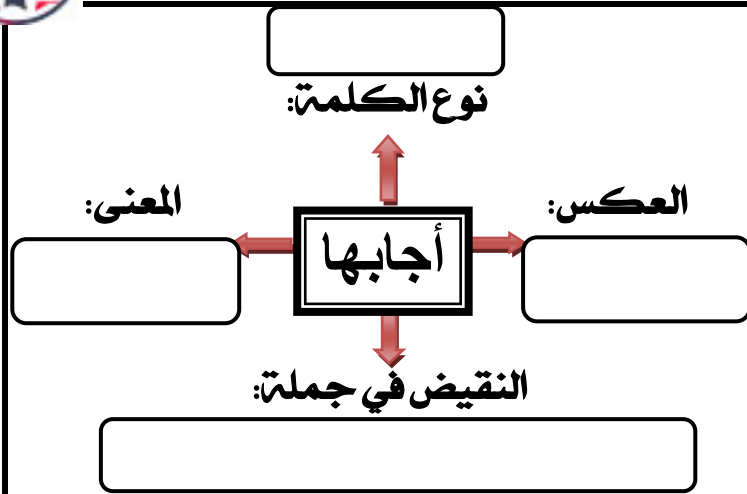 نوع الكلمة:
العكس:
المعنى:
أجابها
النقيض في جملة: